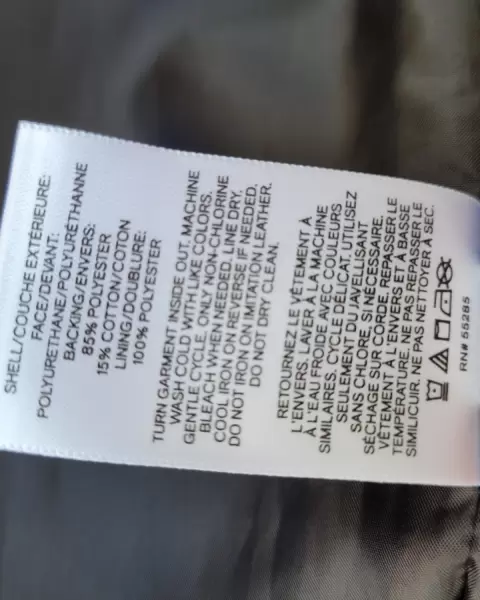 SHELL/COUCHE EXTÉRIEURE:
FACE/DEVANT:
POLYURETHANE/POLYURÉTHANNE
BACKING/ENVERS:
85% POLYESTER
15% COTTON/COTON
LINING/DOUBLURE:
100% POLYESTER
TURN GARMENT INSIDE OUT. MACHINE
WASH COLD WITH LIKE COLORS.
GENTLE CYCLE. ONLY NON-CHLORINE
BLEACH WHEN NEEDED. LINE DRY.
COOL IRON ON REVERSE IF NEEDED.
DO NOT IRON ON IMITATION LEATHER.
DO NOT DRY CLEAN.
RETOURNEZ LE VÊTEMENT À
L'ENVERS. LAVER À LA MACHINE
À L'EAU FROIDE AVEC COULEURS
SIMILAIRES. CYCLE DÉLICAT. UTILISEZ
SEULEMENT DU JAVELLISANT
SANS CHLORE, SI NÉCESSAIRE.
SÉCHAGE SUR CORDE. REPASSER LE
VÊTEMENT À L'ENVERS ET À BASSE
TEMPÉRATURE. NE PAS REPASSER LE
SIMILICUIR. NE PAS NETTOYER À SEC.
RN# 55285